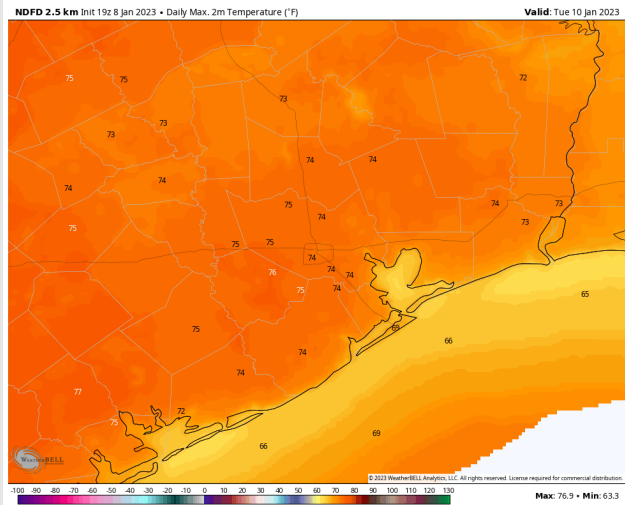 NDFD 2.5 km Init 19z 8 Jan 2023 • Daily Max. 2m Temperature (°F) Valid: Tue 10 Jan 2023
75 75 72
73
73 73
74 74
74 74
75 74 73
74 73
75 75 75
74
76 74 74
75 74 65
75 69
66
74
74
77
72
75
69
66
WeatherBELL
© 2023 WeatherBELL Analytics, LLC. All rights reserved. License required for commercial distribution.
-100 -90 -80 -70 -60 -50 -40 -30 -20 -10 0 10 20 30 40 50 60 70 80 90 100 110 120 130
Max: 76.9 • Min: 63.3